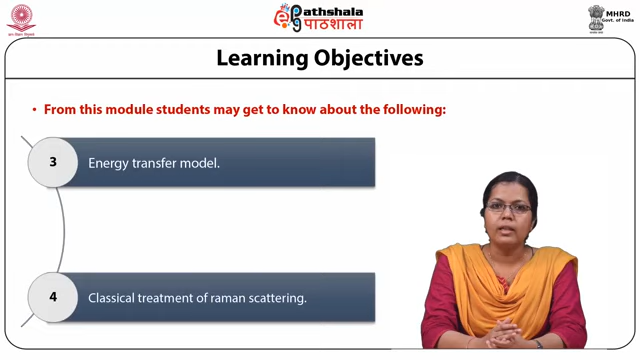 Pathshala
पाठशाला
MHRD
Govt. of India
Learning Objectives
• From this module students may get to know about the following:
3
Energy transfer model.
4
Classical treatment of raman scattering.